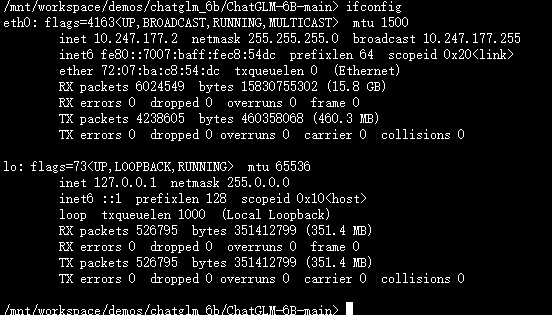 /mnt/workspace/demos/chatglm_6b/ChatGLM-6B-main> ifconfig
eth0: flags=4163<UP,BROADCAST,RUNNING,MULTICAST>  mtu 1500
        inet 10.247.177.2  netmask 255.255.255.0  broadcast 10.247.177.255
        inet6 fe80::7007:baff:fec8:54dc  prefixlen 64  scopeid 0x20<link>
        ether 72:07:ba:c8:54:dc  txqueuelen 0  (Ethernet)
        RX packets 6024549  bytes 15830755302 (15.8 GB)
        RX errors 0  dropped 0  overruns 0  frame 0
        TX packets 4238605  bytes 460358068 (460.3 MB)
        TX errors 0  dropped 0 overruns 0  carrier 0  collisions 0

lo: flags=73<UP,LOOPBACK,RUNNING>  mtu 65536
        inet 127.0.0.1  netmask 255.0.0.0
        inet6 ::1  prefixlen 128  scopeid 0x10<host>
        loop  txqueuelen 1000  (Local Loopback)
        RX packets 526795  bytes 351412799 (351.4 MB)
        RX errors 0  dropped 0  overruns 0  frame 0
        TX packets 526795  bytes 351412799 (351.4 MB)
        TX errors 0  dropped 0 overruns 0  carrier 0  collisions 0

/mnt/workspace/demos/chatglm_6b/ChatGLM-6B-main>